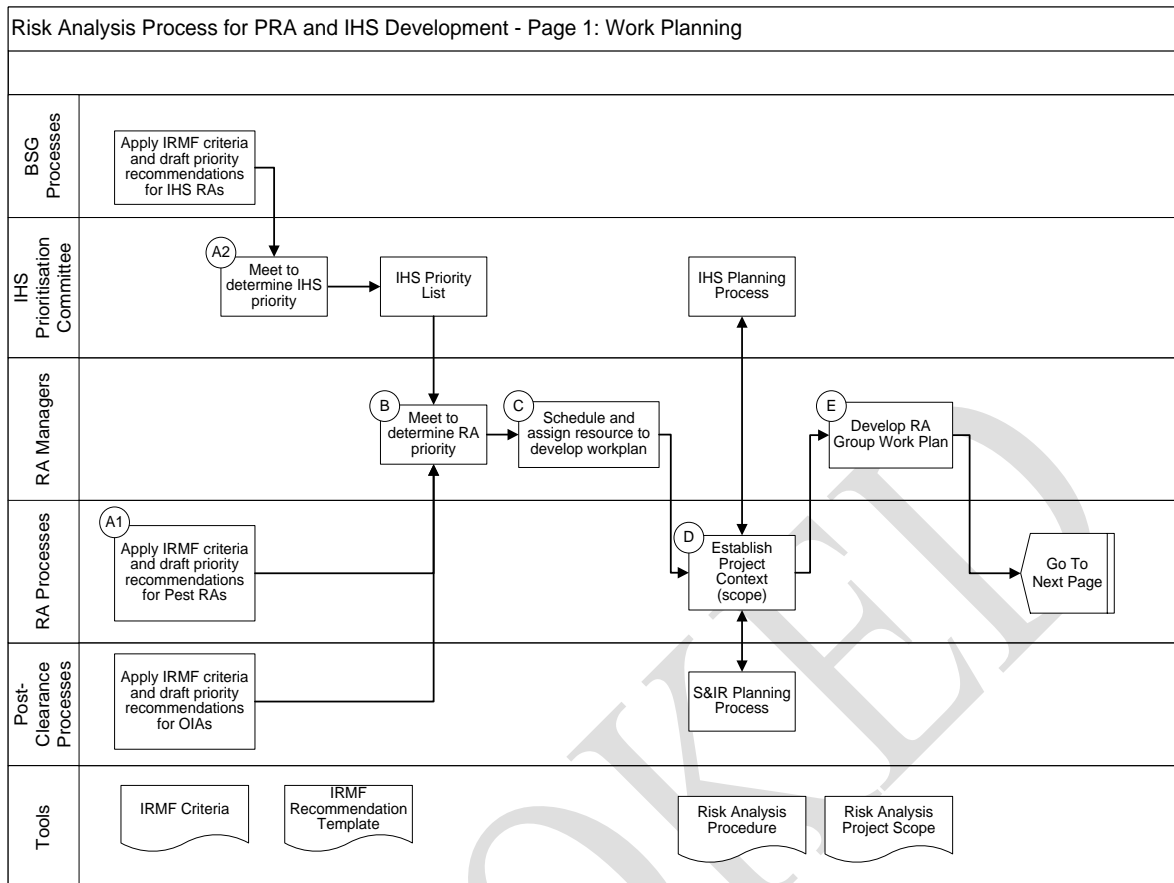 Risk Analysis Process for PRA and IHS Development - Page 1: Work Planning
BSG
Processes
Apply IRMF criteria
and draft priority
recommendations
for IHS RAs
IHS
Prioritisation
Committee
A2
Meet to
determine IHS
priority
IHS Priority
List
IHS Planning
Process
RA Managers
B
Meet to
determine RA
priority
C
Schedule and
assign resource to
develop workplan
E
Develop RA
Group Work Plan
RA Processes
A1
Apply IRMF criteria
and draft priority
recommendations
for Pest RAs
D
Establish
Project
Context
(scope)
Go To
Next Page
Post-
Clearance
Processes
Apply IRMF criteria
and draft priority
recommendations
for OIAs
S&IR Planning
Process
Tools
IRMF Criteria
IRMF
Recommendation
Template
Risk Analysis
Procedure
Risk Analysis
Project Scope
OKED